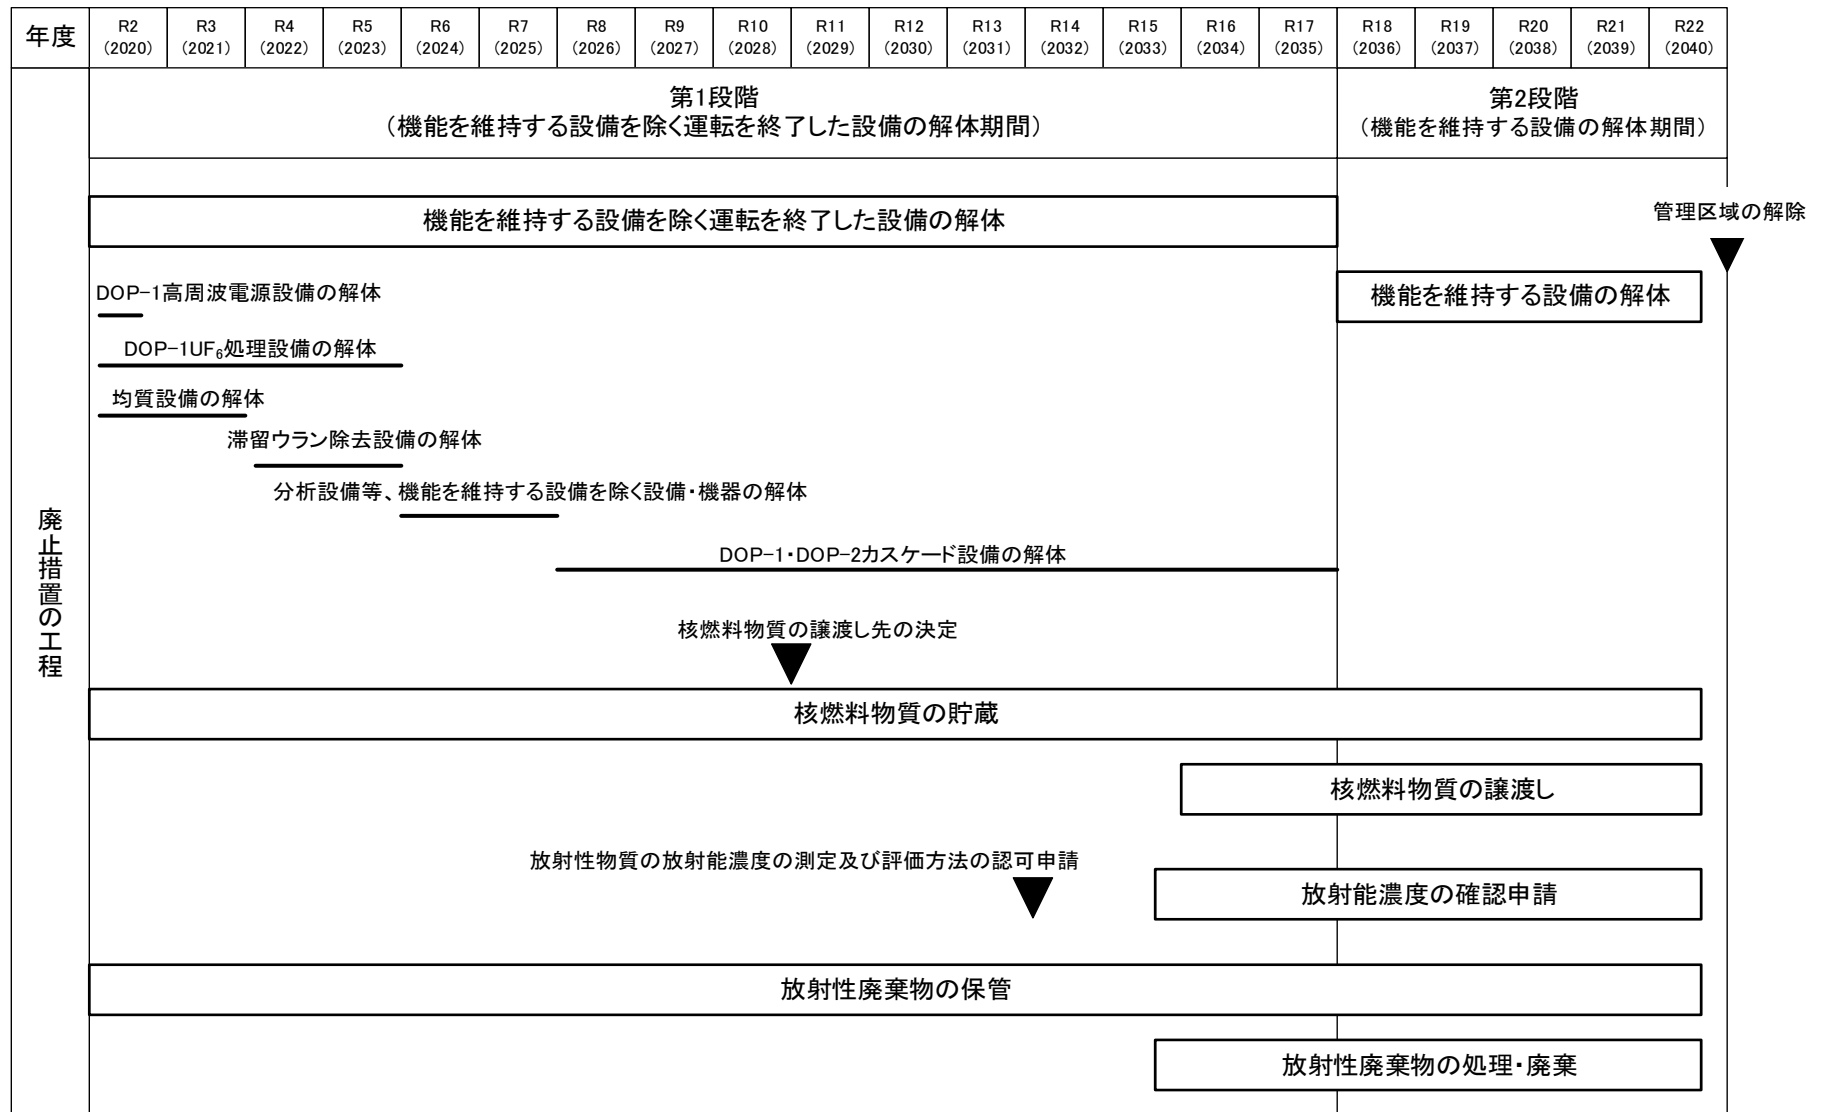 年度
R2
（2020）
R3
（2021）
R4
（2022）
R5
（2023）
R6
（2024）
R7
（2025）
R8
（2026）
R9
（2027）
R10
（2028）
R11
（2029）
R12
（2030）
R13
（2031）
R14
（2032）
R15
（2033）
R16
（2034）
R17
（2035）
R18
（2036）
R19
（2037）
R20
（2038）
R21
（2039）
R22
（2040）
第1段階
（機能を維持する設備を除く運転を終了した設備の解体期間）
第2段階
（機能を維持する設備の解体期間）
廃止措置の工程
機能を維持する設備を除く運転を終了した設備の解体
管理区域の解除
DOP-1高周波電源設備の解体
機能を維持する設備の解体
DOP-1UF₆処理設備の解体
均質設備の解体
滞留ウラン除去設備の解体
分析設備等、機能を維持する設備を除く設備・機器の解体
DOP-1・DOP-2カスケード設備の解体
核燃料物質の譲渡し先の決定
核燃料物質の貯蔵
核燃料物質の譲渡し
放射性物質の放射能濃度の測定及び評価方法の認可申請
放射能濃度の確認申請
放射性廃棄物の保管
放射性廃棄物の処理・廃棄